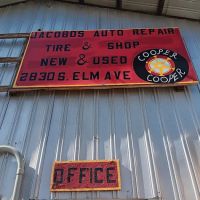 JACOBOS AUTO REPAIR
TIRE & SHOP
NEW & USED
2830 S. ELM AVE
COOPER
COOPER
OFFICE